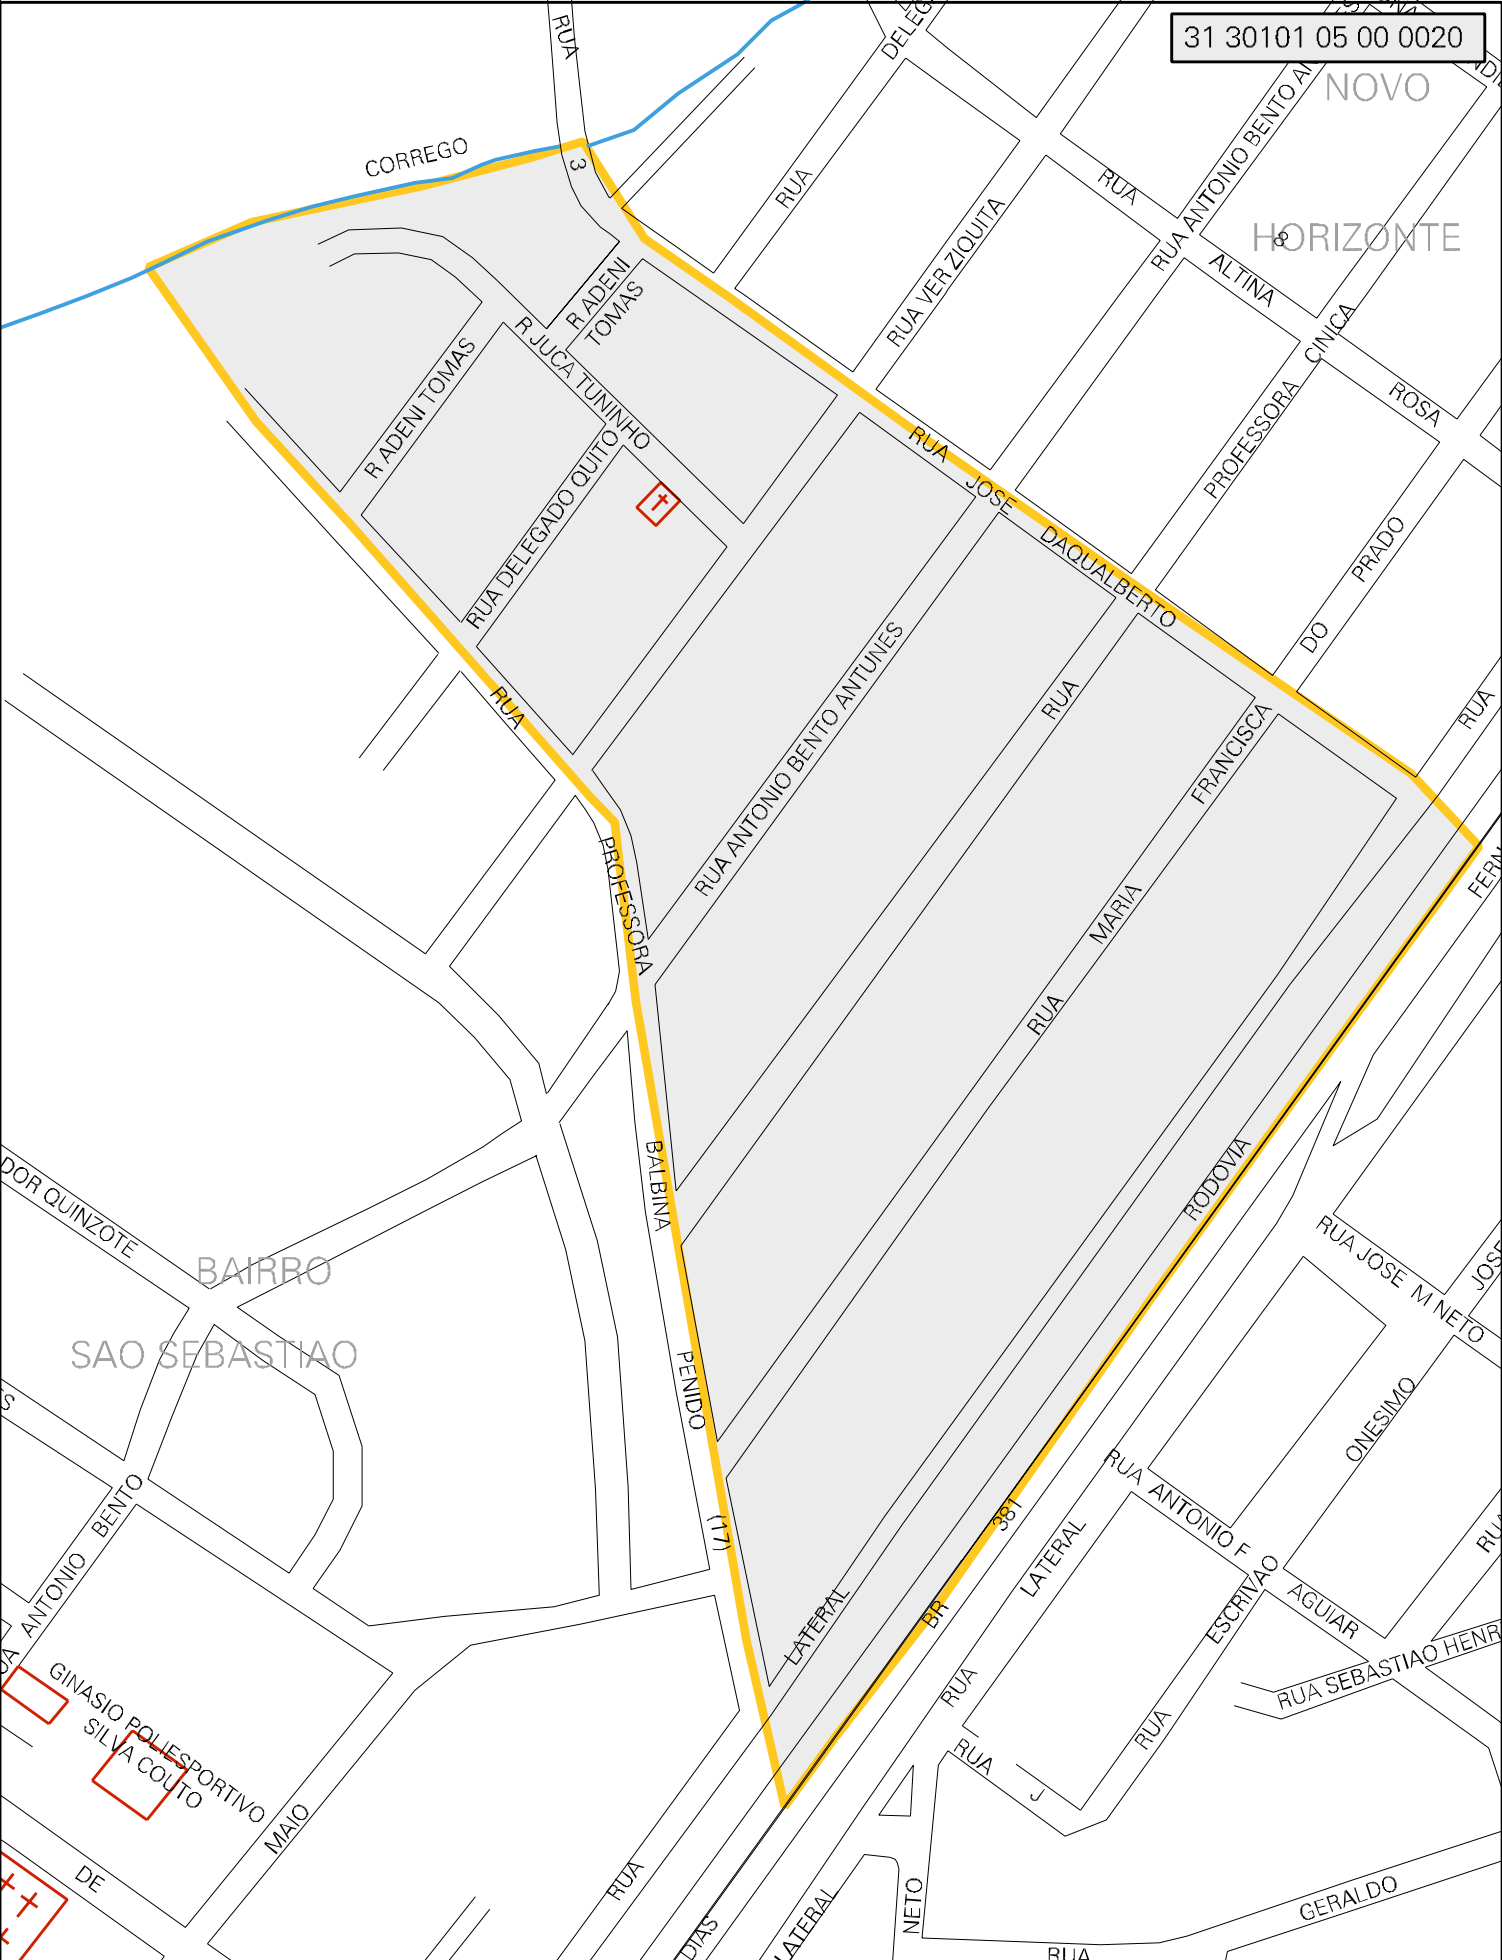 31 30101 05 00 0020
NOVO
HORIZONTE
RUA
3
CORREGO
RUA
RUA VER ZIQUITA
RUA
8
ALTINA
ROSA
RUA ANTONIO BENTO
R ADENI
TOMAS
R JUCA TUNINHO
R ADENI TOMAS
RUA DELEGADO QUITO
PROFESSORA
CINICA
RUA JOSE DAQUALBERTO
DO
PRADO
RUA
RUA ANTONIO BENTO ANTUNES
RUA
RUA
MARIA
FRANCISCA
RUA
PROFESSORA
BALBINA
PENIDO
(17)
RODOVIA
BR
381
LATERAL
LATERAL
RUA
DOR QUINZOTE
BAIRRO
SAO SEBASTIAO
ANTONIO
BENTO
RUA JOSE M NETO
ONESIMO
RUA ANTONIO F
AGUIAR
ESCRIVAO
RUA
RUA SEBASTIAO HENR
RUA
J
GINASIO POLIESPORTIVO
SILVA COUTO
MAIO
DE
RUA
DIAS
LATERAL
NETO
GERALDO
RUA